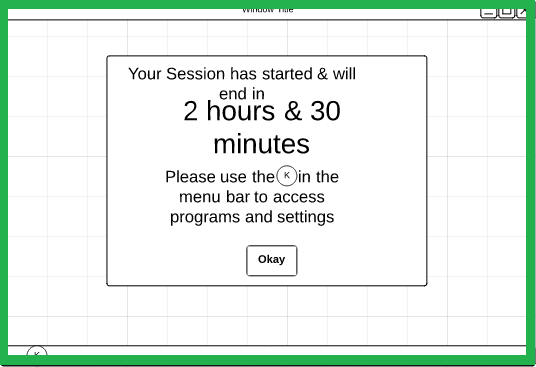 Window Title
Your Session has started & will
end in
2 hours & 30
minutes
Please use the K in the
menu bar to access
programs and settings
Okay
K